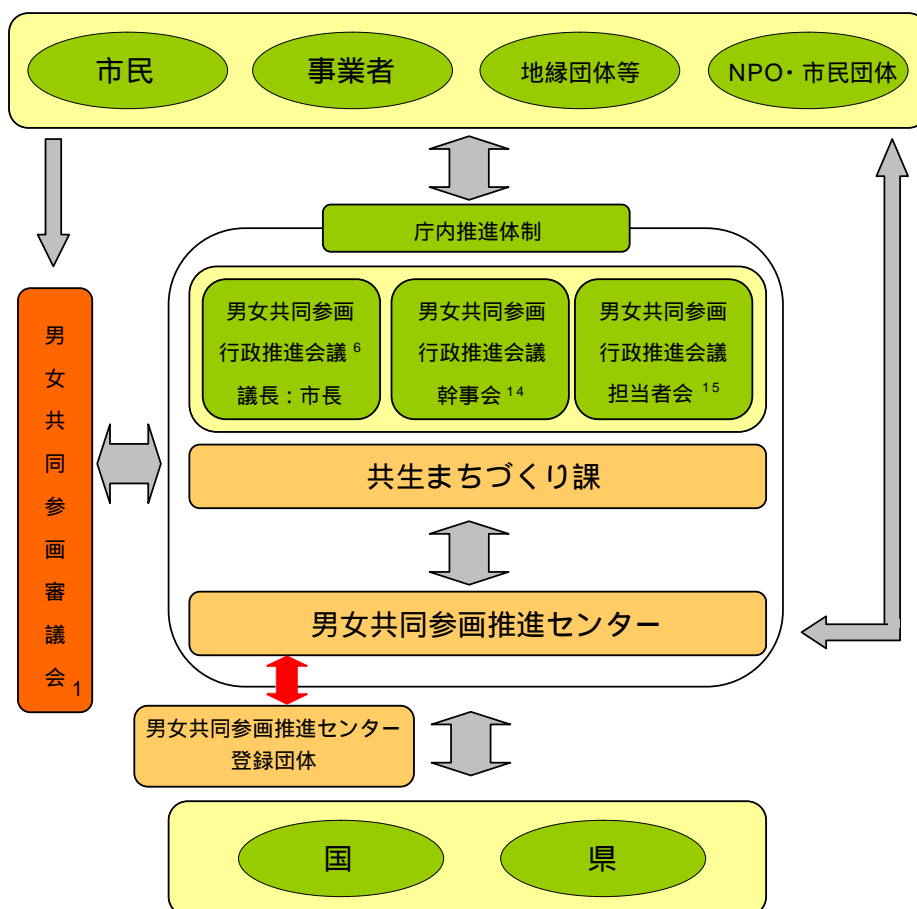 市民
事業者
地縁団体等
NPO・市民団体
庁内推進体制
男女共同参画
行政推進会議 6
議長：市長
男女共同参画
行政推進会議
幹事会 14
男女共同参画
行政推進会議
担当者会 15
男女共同参画審議会 1
共生まちづくり課
男女共同参画推進センター
男女共同参画推進センター
登録団体
国
県